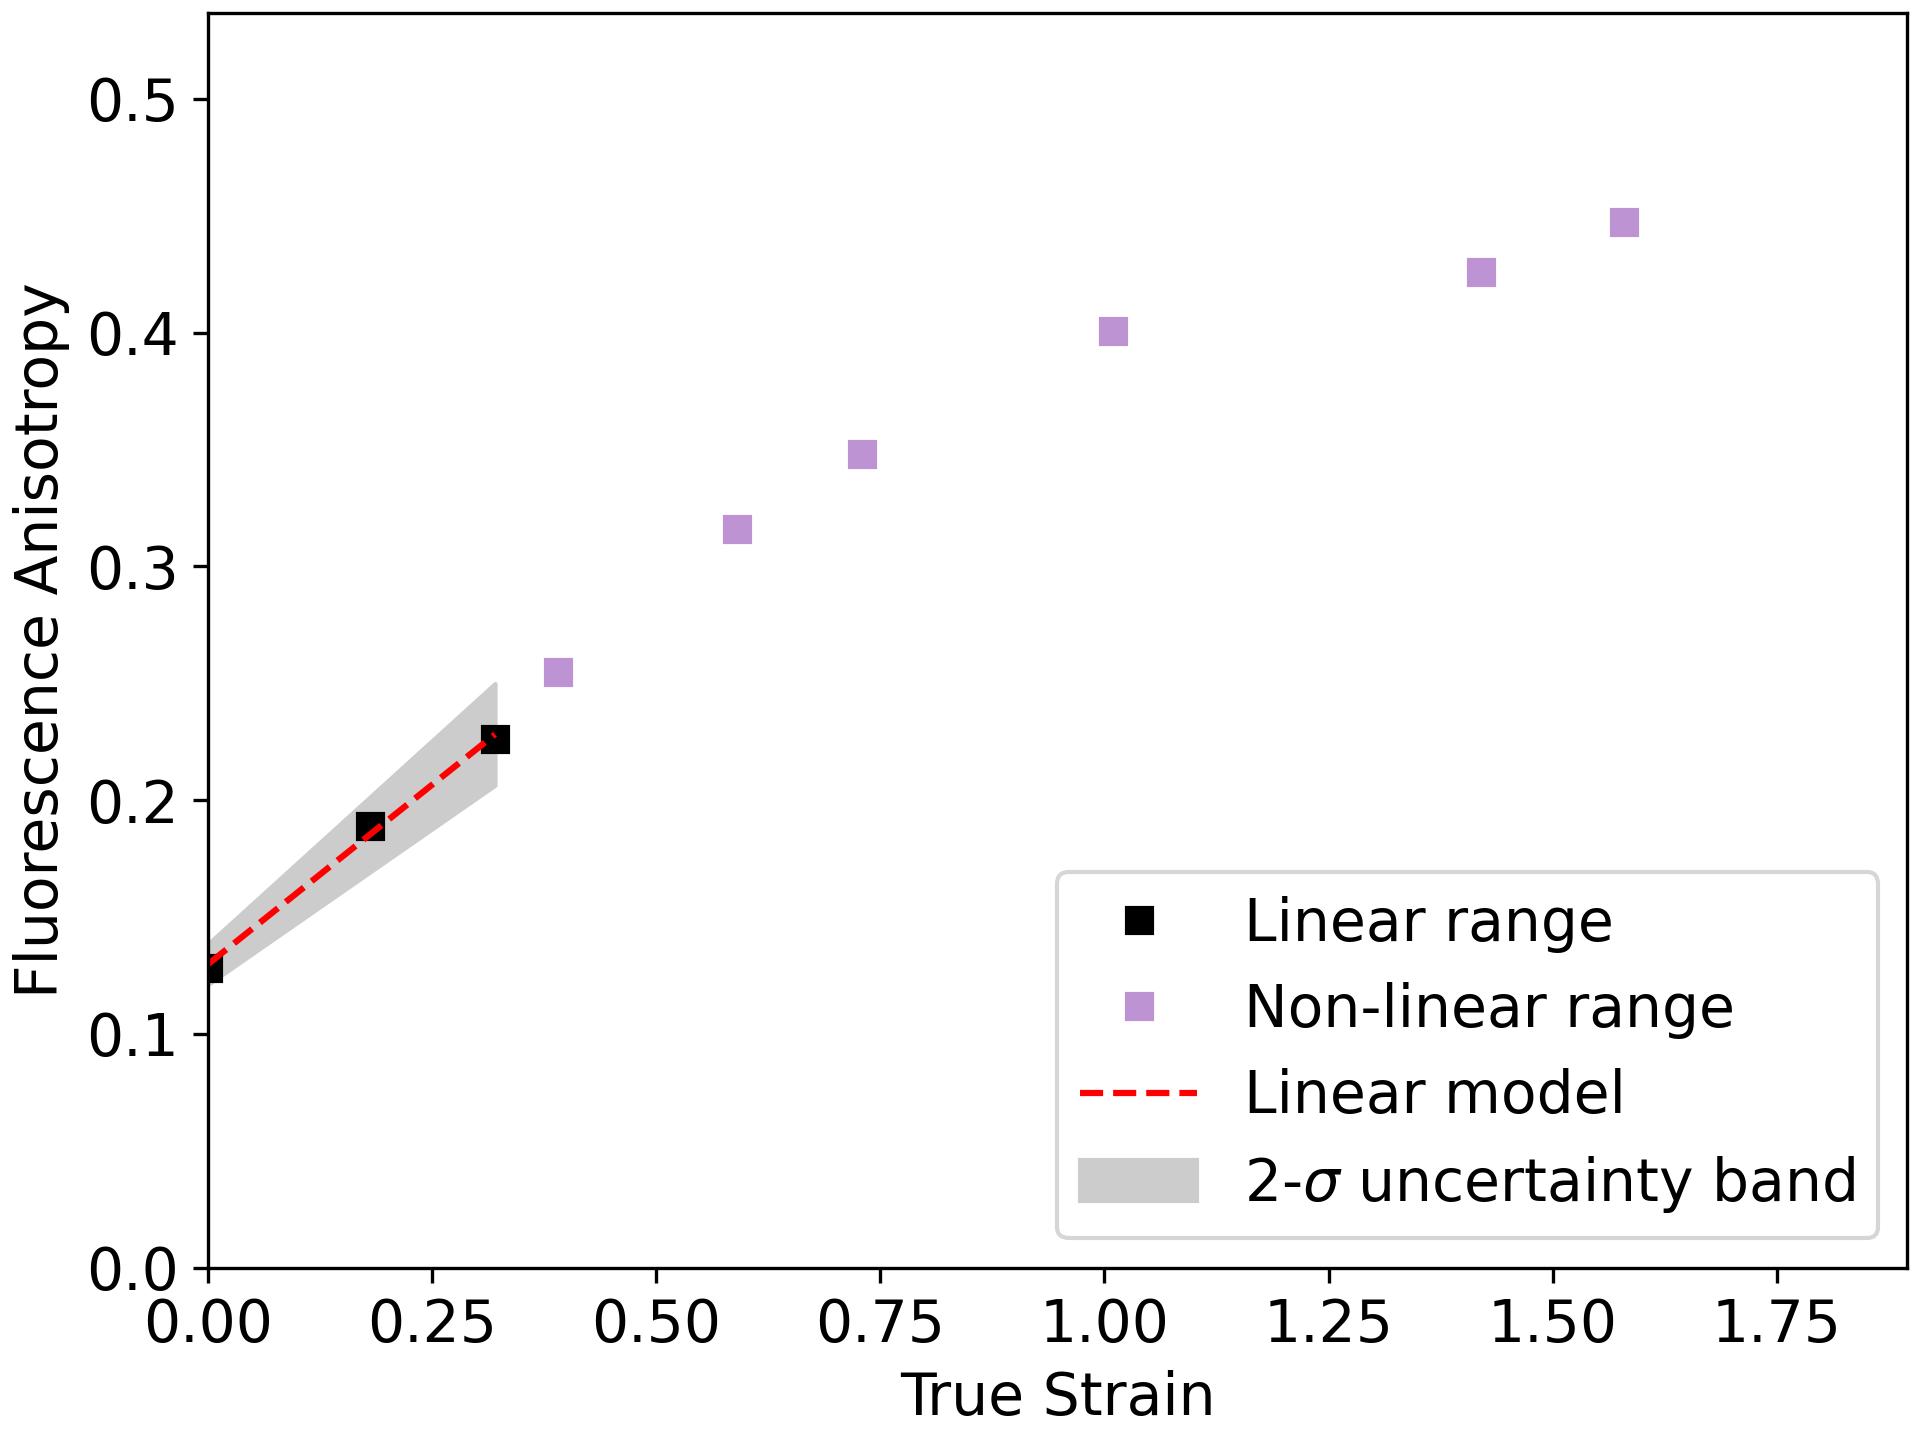 0.5
0.4
0.3
0.2
0.1
0.0
Fluorescence Anisotropy
0.00 0.25 0.50 0.75 1.00 1.25 1.50 1.75
True Strain
Linear range
Non-linear range
Linear model
2-σ uncertainty band